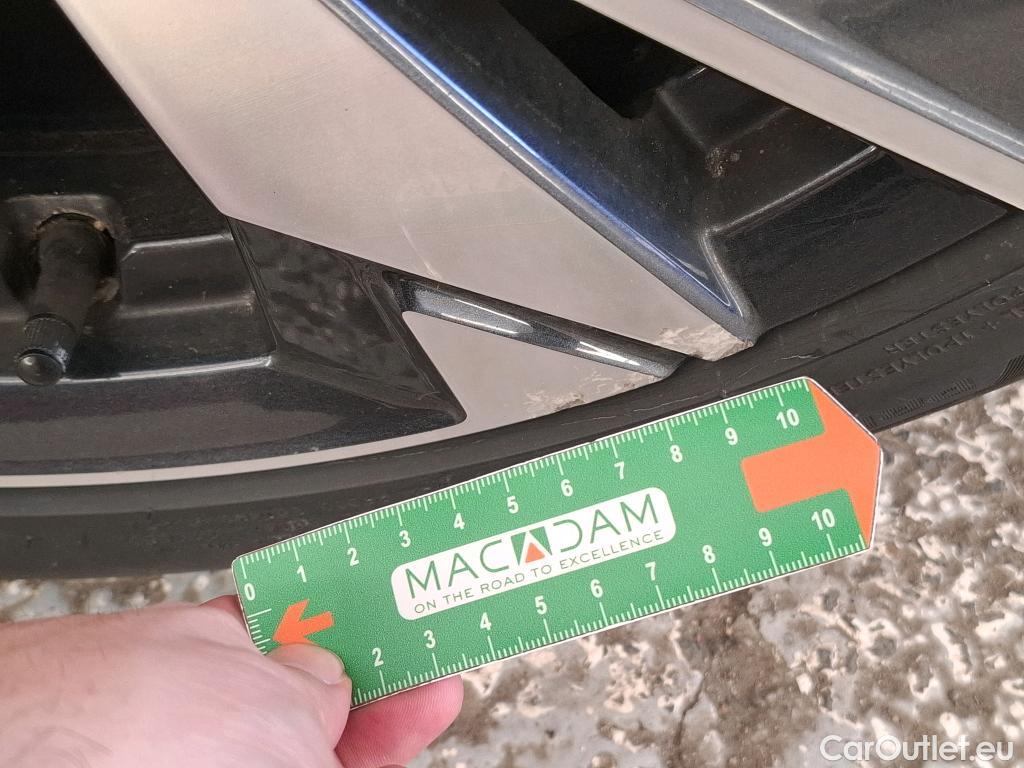 POLYESTER
0 1 2 3 4 5 6 7 8 9 10
MACADAM
ON THE ROAD TO EXCELLENCE
2 3 4 5 6 7 8 9 10
CarOutlet.eu